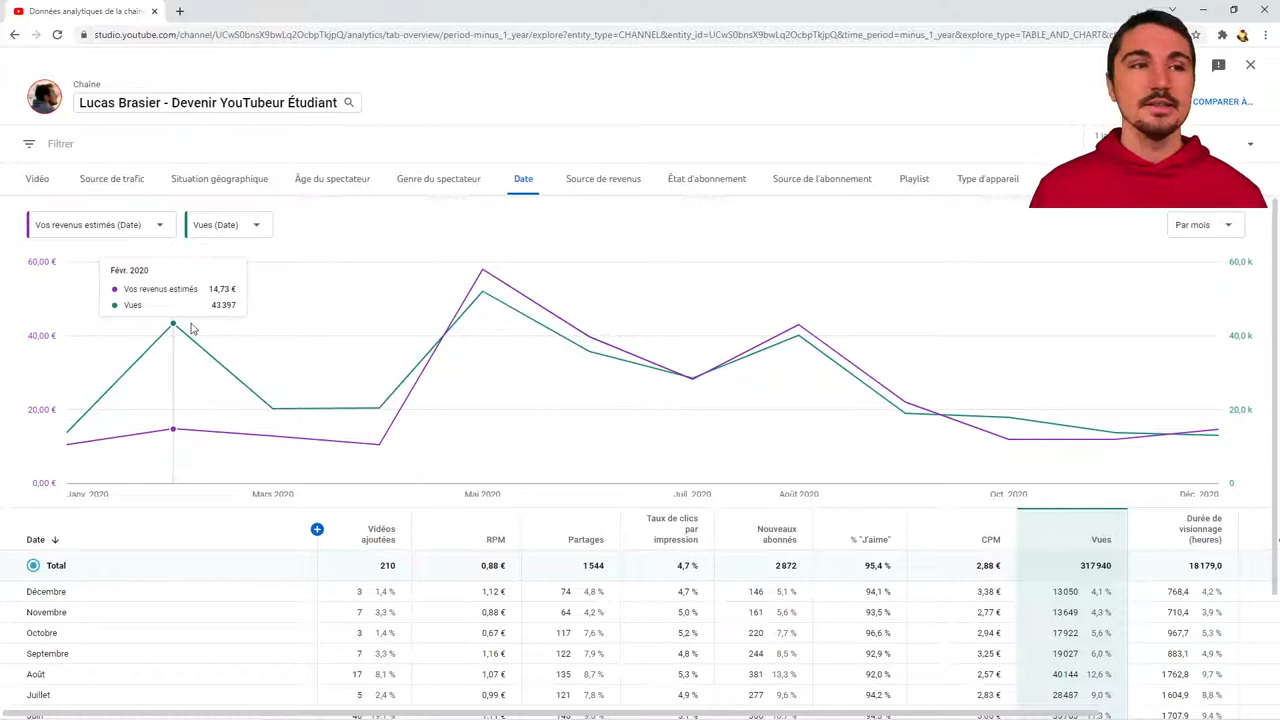 Données analytiques de la chaîn
studio.youtube.com/channel/UCwS0bnsX9bwLq2OcbpTkjpQ/analytics/tab-overview/period-minus_1_year/explore?entity_type=CHANNEL&entity_id=UCwS0bnsX9bwLq2OcbpTkjpQ&time_period=minus_1_year&explore_type=TABLE_AND_CHART&c
Chaîne
Lucas Brasier - Devenir YouTubeur Étudiant
COMPARER À...
Filtrer
Vidéo Source de trafic Situation géographique Âge du spectateur Genre du spectateur Date Source de revenus État d'abonnement Source de l'abonnement Playlist Type d'appareil
Vos revenus estimés (Date) Vues (Date) Par mois
60,00 € 60,0 k
Févr. 2020
Vos revenus estimés 14,73 €
Vues 43 397
40,00 € 40,0 k
20,00 € 20,0 k
0,00 € 0
Janv. 2020 Mars 2020 Mai 2020 Juil. 2020 Août 2020 Oct. 2020 Déc. 2020
Date Vidéos ajoutées RPM Partages Taux de clics par impression Nouveaux abonnés % "J'aime" CPM Vues Durée de visionnage (heures)
Total 210 0,88 € 1 544 4,7 % 2 872 95,4 % 2,88 € 317 940 18 179,0
Décembre 3 1,4 % 1,12 € 74 4,8 % 4,7 % 146 5,1 % 94,1 % 3,38 € 13 050 4,1 % 768,4 4,2 %
Novembre 7 3,3 % 0,88 € 64 4,2 % 5,0 % 161 5,6 % 93,5 % 2,77 € 13 649 4,3 % 710,4 3,9 %
Octobre 3 1,4 % 0,67 € 117 7,6 % 5,2 % 220 7,7 % 96,6 % 2,94 € 17 922 5,6 % 967,7 5,3 %
Septembre 7 3,3 % 1,16 € 122 7,9 % 4,8 % 244 8,5 % 92,9 % 3,25 € 19 027 6,0 % 883,1 4,9 %
Août 17 8,1 % 1,07 € 135 8,7 % 5,3 % 381 13,3 % 92,0 % 2,57 € 40 144 12,6 % 1 762,8 9,7 %
Juillet 5 2,4 % 0,99 € 121 7,8 % 4,9 % 277 9,6 % 94,2 % 2,83 € 28 487 9,0 % 1 604,9 8,8 %